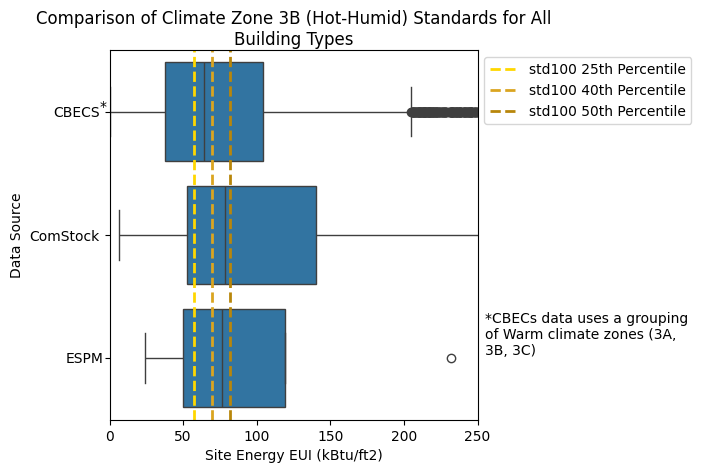 Comparison of Climate Zone 3B (Hot-Humid) Standards for All
Building Types
std100 25th Percentile
std100 40th Percentile
std100 50th Percentile
CBECS*
ComStock
ESPM
Data Source
*CBECs data uses a grouping
of Warm climate zones (3A,
3B, 3C)
0 50 100 150 200 250
Site Energy EUI (kBtu/ft2)